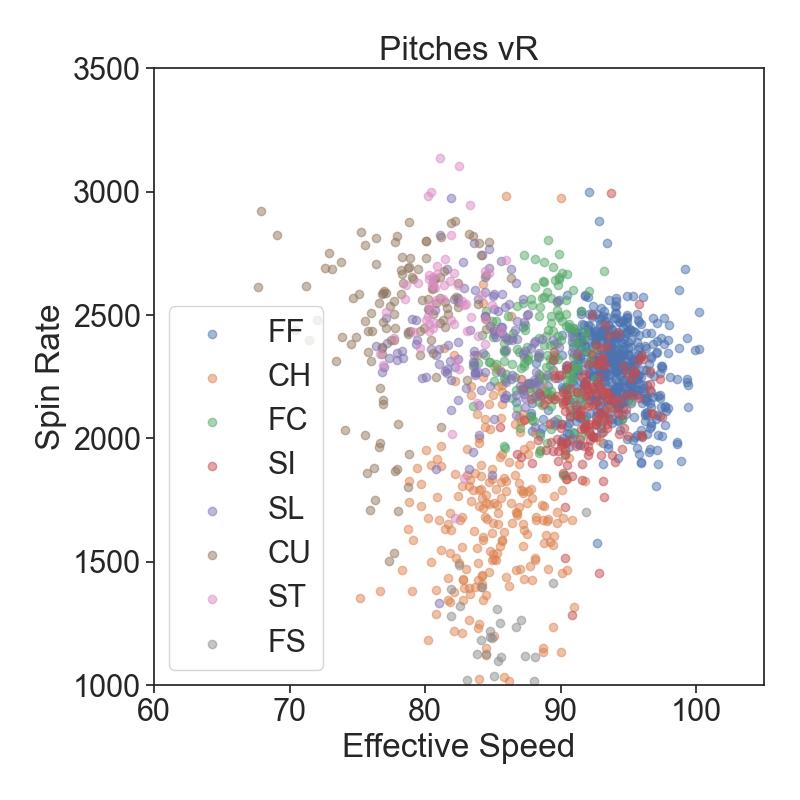 Pitches vR
3500
3000
2500
2000
1500
1000
Spin Rate
FF
CH
FC
SI
SL
CU
ST
FS
60
70
80
90
100
Effective Speed